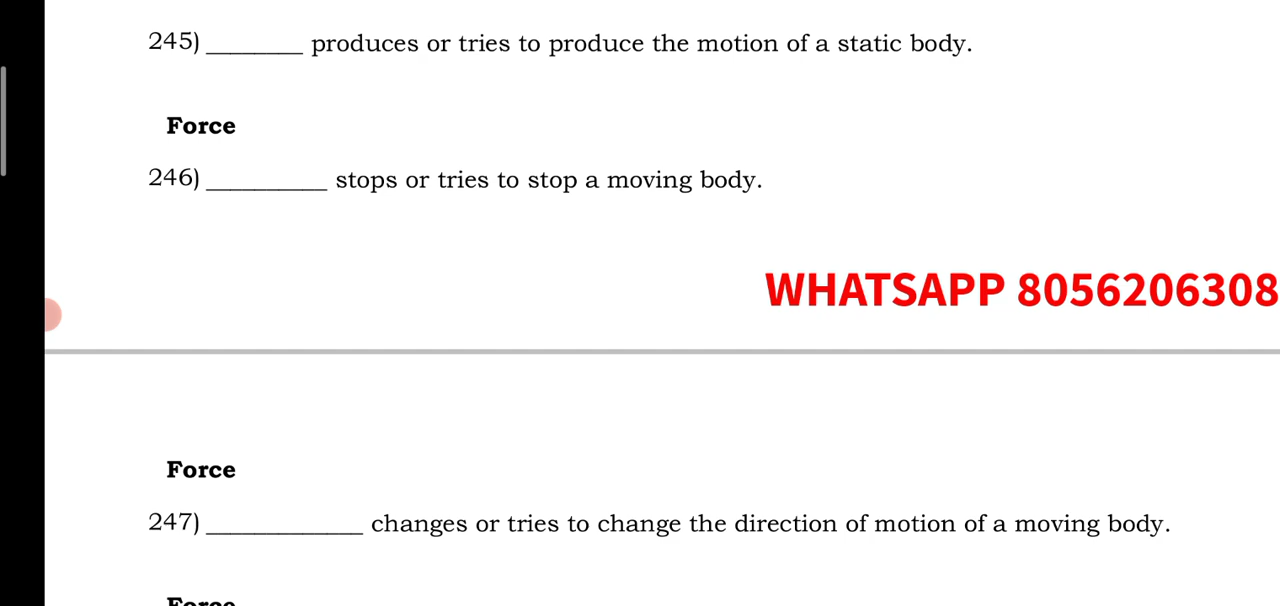 245) ________ produces or tries to produce the motion of a static body.
Force
246) __________ stops or tries to stop a moving body.
WHATSAPP 8056206308
Force
247) _____________ changes or tries to change the direction of motion of a moving body.
Force